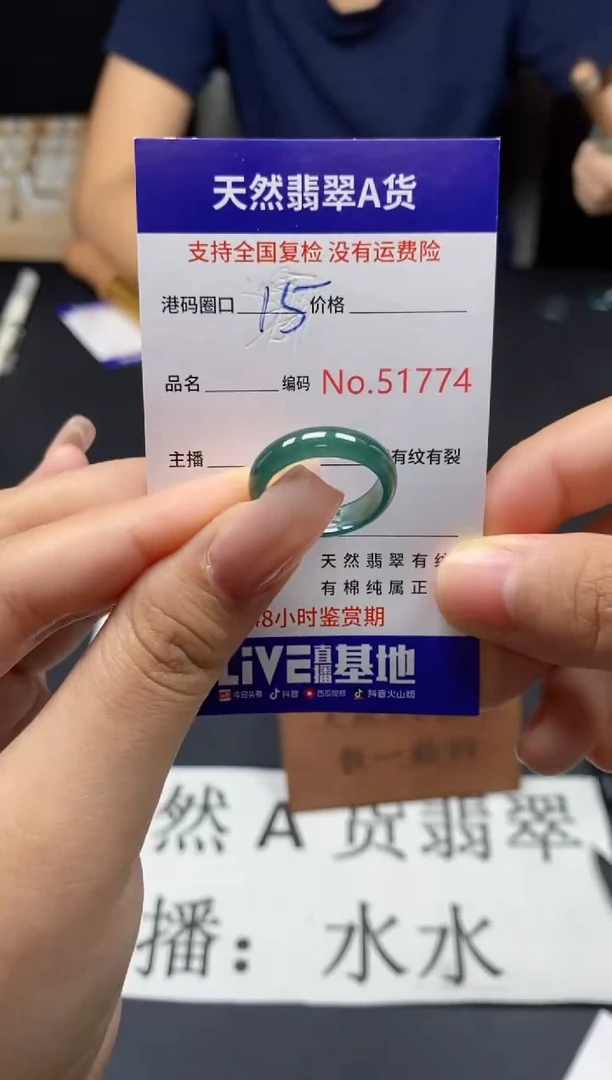 天然翡翠A货
支持全国复检 没有运费险
港码圈口 15 价格
品名 编码 No.51774
主播 有纹有裂
天然翡翠有
有棉纯属正
8小时鉴赏期
LiVE直播基地
今日头条 抖音 西瓜视频 抖音火山版
然 A 货翡翠
播：水水